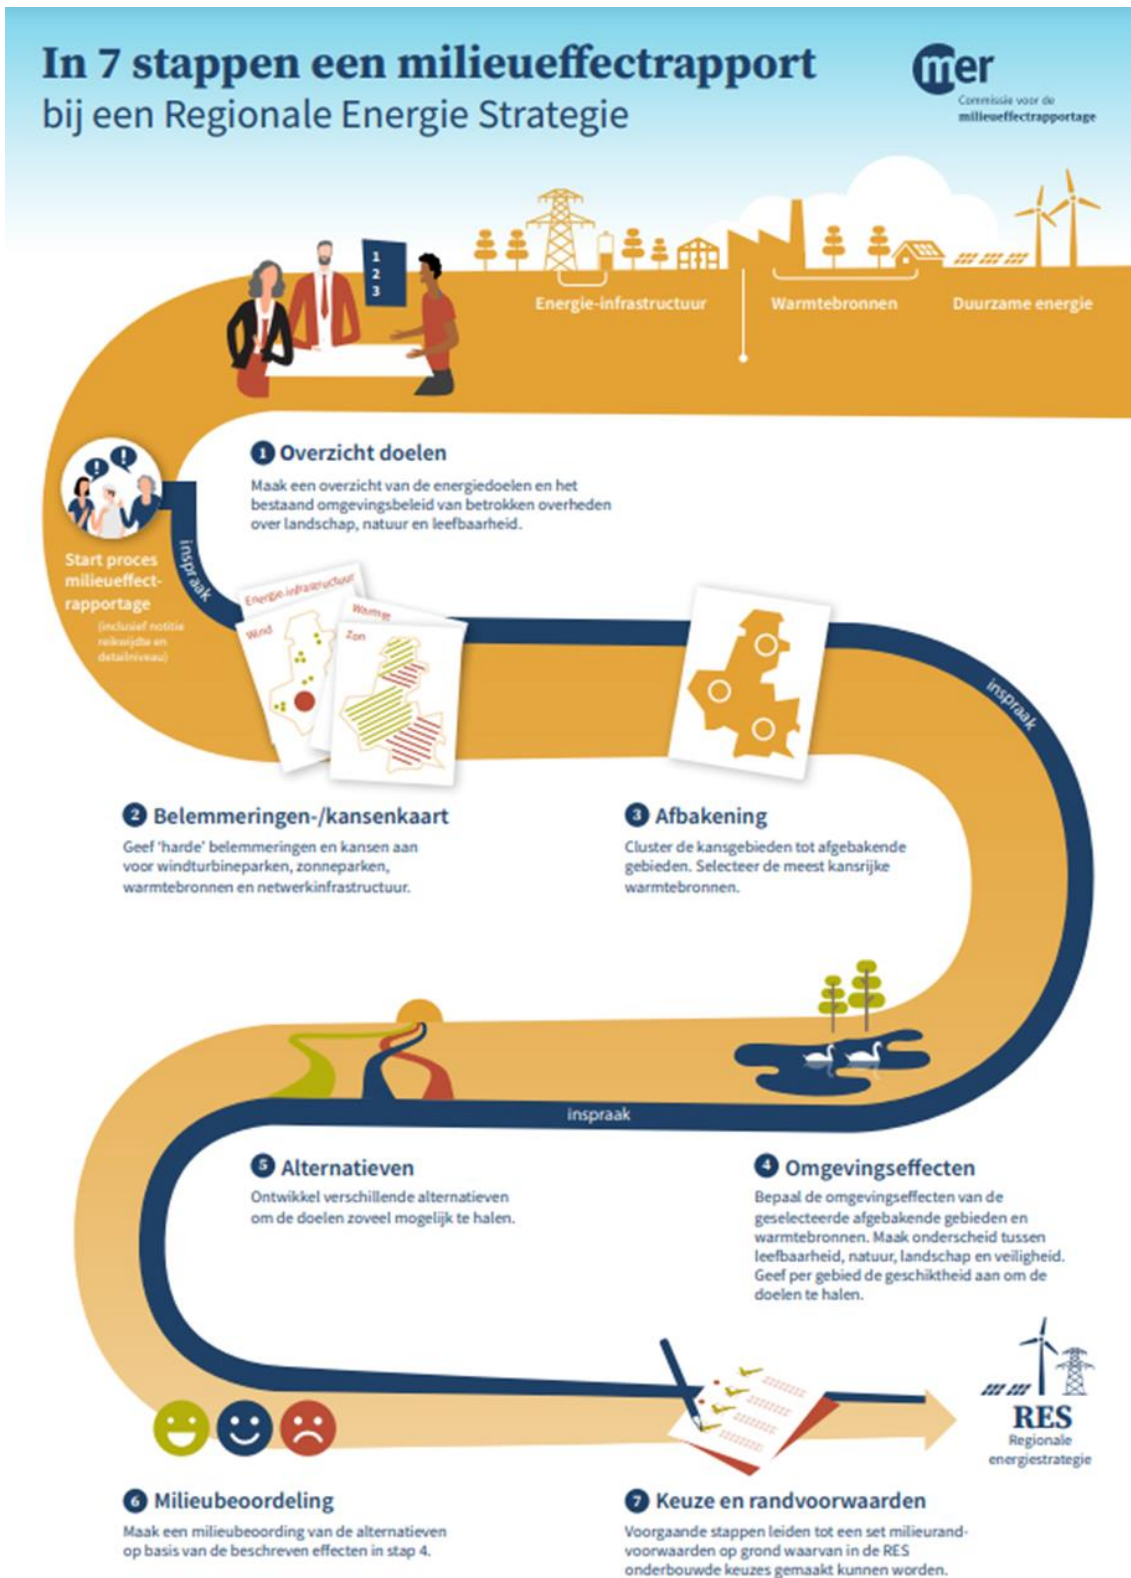 In 7 stappen een milieueffectrapport
bij een Regionale Energie Strategie
mer
Commissie voor de
milieueffectrapportage
1
2
3
Energie-infrastructuur
Warmtebronnen
Duurzame energie
1 Overzicht doelen
Maak een overzicht van de energiedoelen en het
bestaand omgevingsbeleid van betrokken overheden
over landschap, natuur en leefbaarheid.
! !
Start proces
milieueffect-
rapportage
(inclusief notitie
reikwijdte en
detailniveau)
inspraak
Energie-infrastructuur
Wind
Warmte
Zon
inspraak
2 Belemmeringen-/kansenkaart
Geef ‘harde’ belemmeringen en kansen aan
voor windturbineparken, zonneparken,
warmtebronnen en netwerkinfrastructuur.
3 Afbakening
Cluster de kansgebieden tot afgebakende
gebieden. Selecteer de meest kansrijke
warmtebronnen.
inspraak
5 Alternatieven
Ontwikkel verschillende alternatieven
om de doelen zoveel mogelijk te halen.
4 Omgevingseffecten
Bepaal de omgevingseffecten van de
geselecteerde afgebakende gebieden en
warmtebronnen. Maak onderscheid tussen
leefbaarheid, natuur, landschap en veiligheid.
Geef per gebied de geschiktheid aan om de
doelen te halen.
RES
Regionale
energiestrategie
6 Milieubeoordeling
Maak een milieubeoording van de alternatieven
op basis van de beschreven effecten in stap 4.
7 Keuze en randvoorwaarden
Voorgaande stappen leiden tot een set milieurand-
voorwaarden op grond waarvan in de RES
onderbouwde keuzes gemaakt kunnen worden.